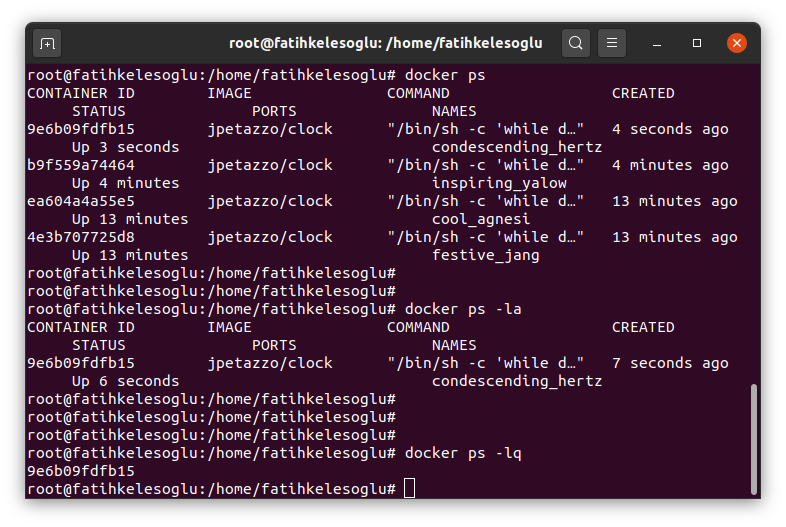 root@fatihkelesoglu: /home/fatihkelesoglu
root@fatihkelesoglu:/home/fatihkelesoglu# docker ps
CONTAINER ID        IMAGE               COMMAND                  CREATED
     STATUS              PORTS               NAMES
9e6b09fdfb15        jpetazzo/clock      "/bin/sh -c 'while d…"   4 seconds ago
     Up 3 seconds                            condescending_hertz
b9f559a74464        jpetazzo/clock      "/bin/sh -c 'while d…"   4 minutes ago
     Up 4 minutes                            inspiring_yalow
ea604a4a55e5        jpetazzo/clock      "/bin/sh -c 'while d…"   13 minutes ago
     Up 13 minutes                           cool_agnesi
4e3b707725d8        jpetazzo/clock      "/bin/sh -c 'while d…"   13 minutes ago
     Up 13 minutes                           festive_jang
root@fatihkelesoglu:/home/fatihkelesoglu#
root@fatihkelesoglu:/home/fatihkelesoglu#
root@fatihkelesoglu:/home/fatihkelesoglu# docker ps -la
CONTAINER ID        IMAGE               COMMAND                  CREATED
     STATUS              PORTS               NAMES
9e6b09fdfb15        jpetazzo/clock      "/bin/sh -c 'while d…"   7 seconds ago
     Up 6 seconds                            condescending_hertz
root@fatihkelesoglu:/home/fatihkelesoglu#
root@fatihkelesoglu:/home/fatihkelesoglu#
root@fatihkelesoglu:/home/fatihkelesoglu#
root@fatihkelesoglu:/home/fatihkelesoglu# docker ps -lq
9e6b09fdfb15
root@fatihkelesoglu:/home/fatihkelesoglu#